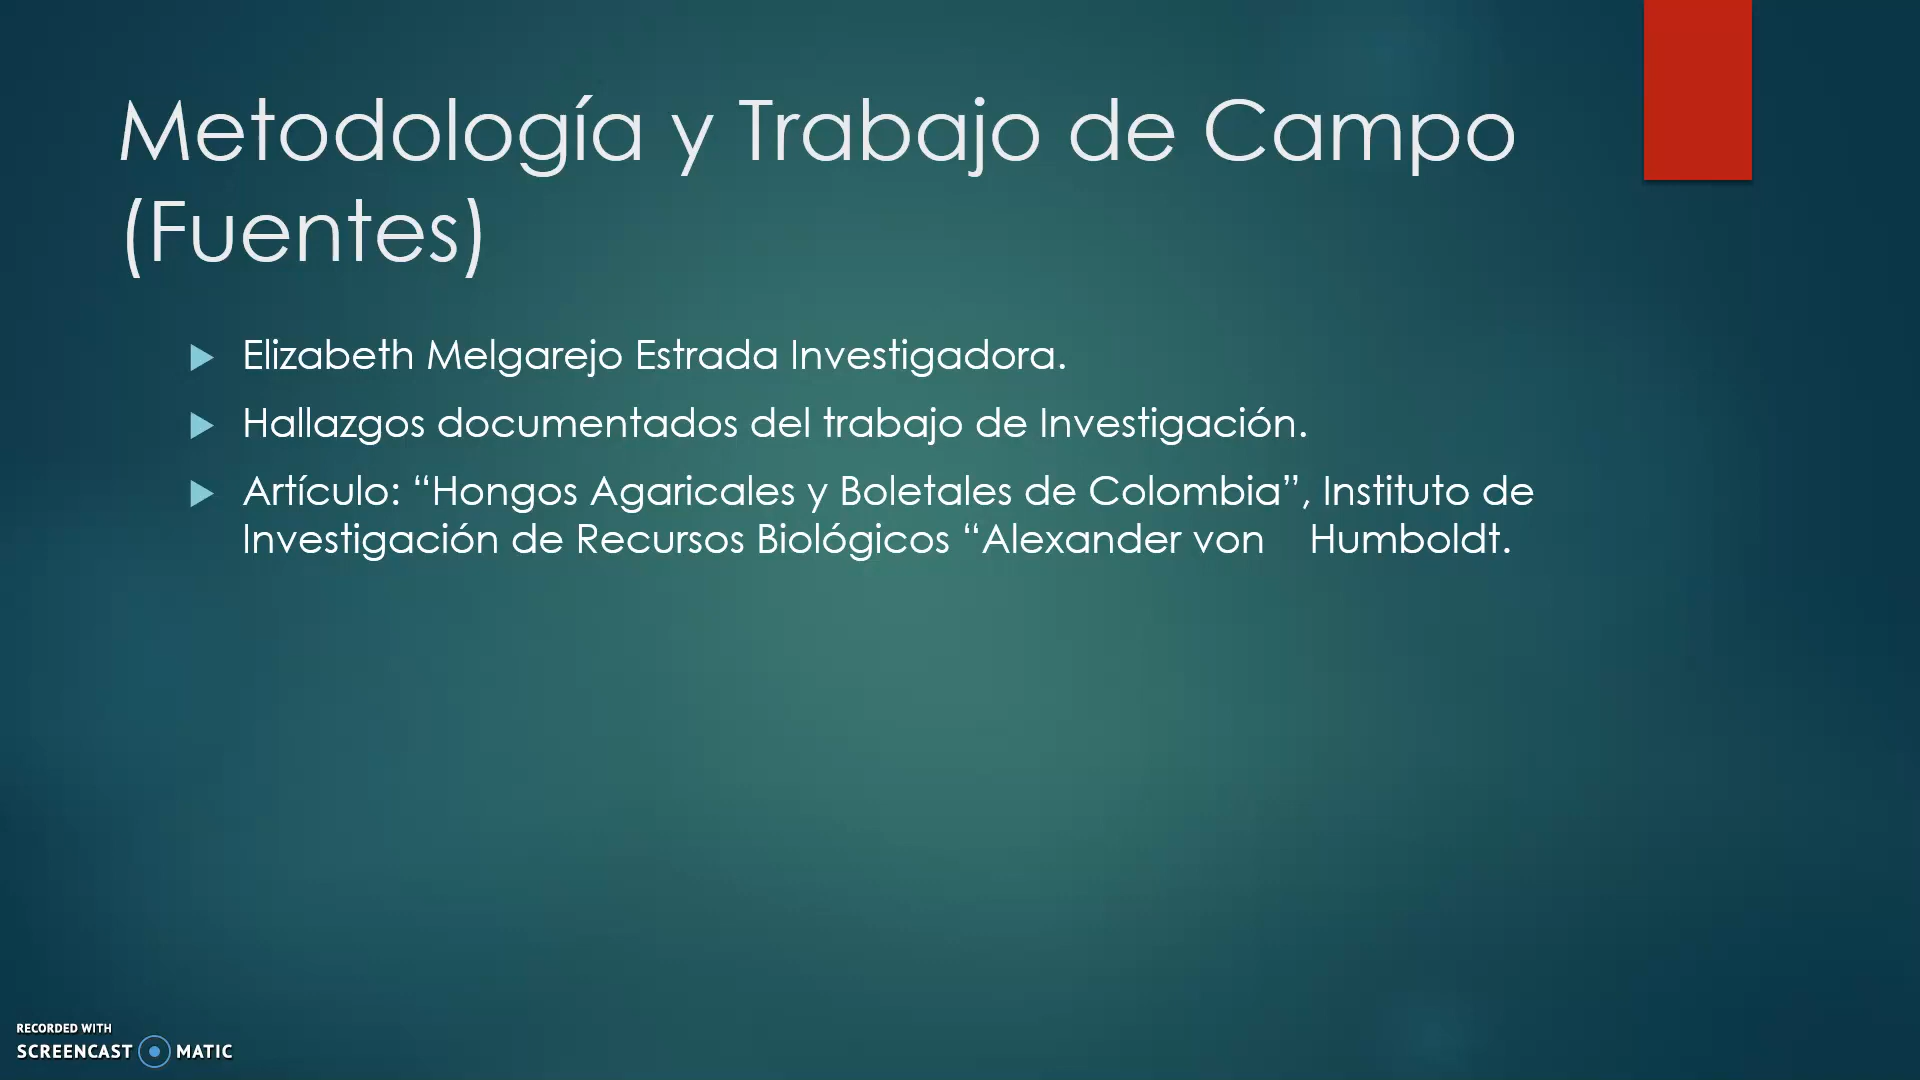 Metodología y Trabajo de Campo
(Fuentes)
Elizabeth Melgarejo Estrada Investigadora.
Hallazgos documentados del trabajo de Investigación.
Artículo: “Hongos Agaricales y Boletales de Colombia”, Instituto de
Investigación de Recursos Biológicos “Alexander von    Humboldt.
RECORDED WITH
SCREENCAST MATIC